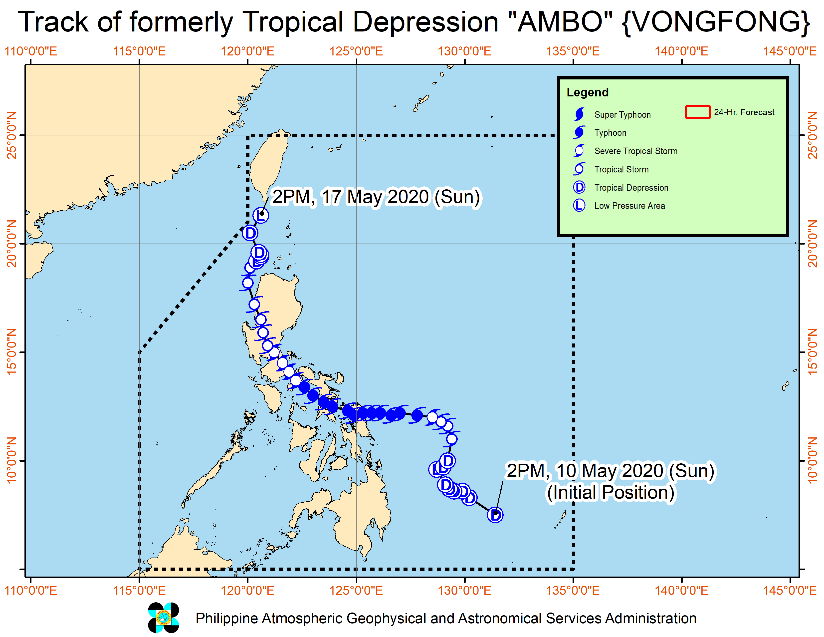 Track of formerly Tropical Depression "AMBO" {VONGFONG}
110°0'0"E 115°0'0"E 120°0'0"E 125°0'0"E 130°0'0"E 135°0'0"E 140°0'0"E 145°0'0"E
Legend
Super Typhoon
24-Hr. Forecast
Typhoon
Severe Tropical Storm
Tropical Storm
D Tropical Depression
L Low Pressure Area
25°0'0"N 25°0'0"N
2PM, 17 May 2020 (Sun)
L
D
20°0'0"N 20°0'0"N
D
15°0'0"N 15°0'0"N
10°0'0"N 10°0'0"N
D
L D
2PM, 10 May 2020 (Sun)
(Initial Position)
D D D
D
110°0'0"E 115°0'0"E 120°0'0"E 125°0'0"E 130°0'0"E 135°0'0"E 140°0'0"E 145°0'0"E
Philippine Atmospheric Geophysical and Astronomical Services Administration